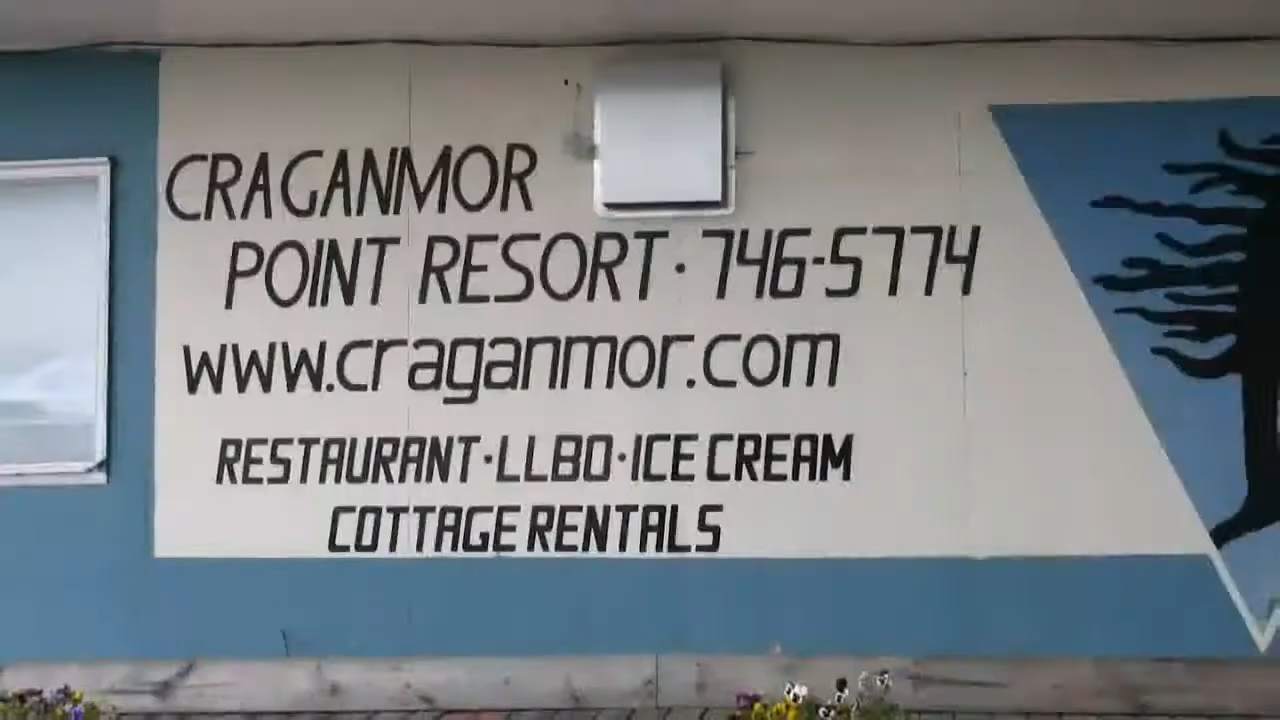 CRAGANMOR
POINT RESORT · 746-5774
www.craganmor.com
RESTAURANT · LLBO · ICE CREAM
COTTAGE RENTALS